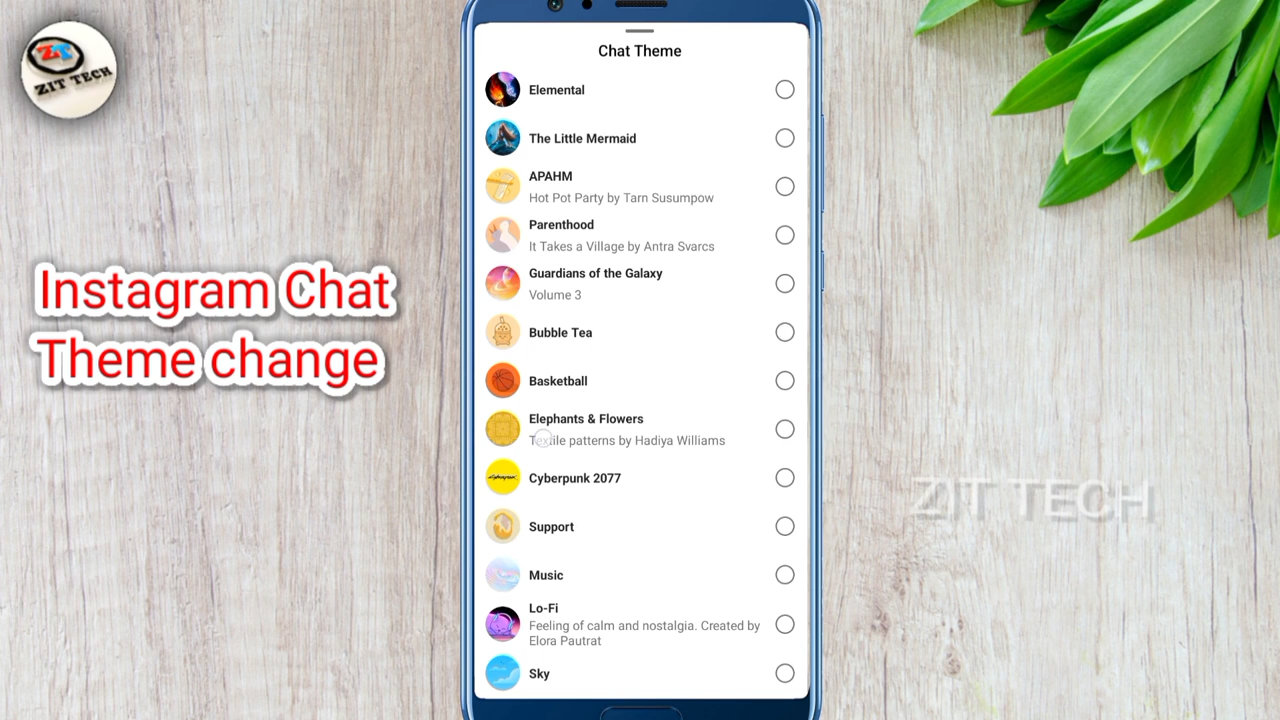 ZT
ZIT TECH
Instagram Chat
Theme change
Chat Theme
Elemental
The Little Mermaid
APAHM
Hot Pot Party by Tarn Susumpow
Parenthood
It Takes a Village by Antra Svarcs
Guardians of the Galaxy
Volume 3
Bubble Tea
Basketball
Elephants & Flowers
Textile patterns by Hadiya Williams
Cyberpunk 2077
Cyberpunk
Support
Music
Lo-Fi
Feeling of calm and nostalgia. Created by
Elora Pautrat
Sky
ZIT TECH